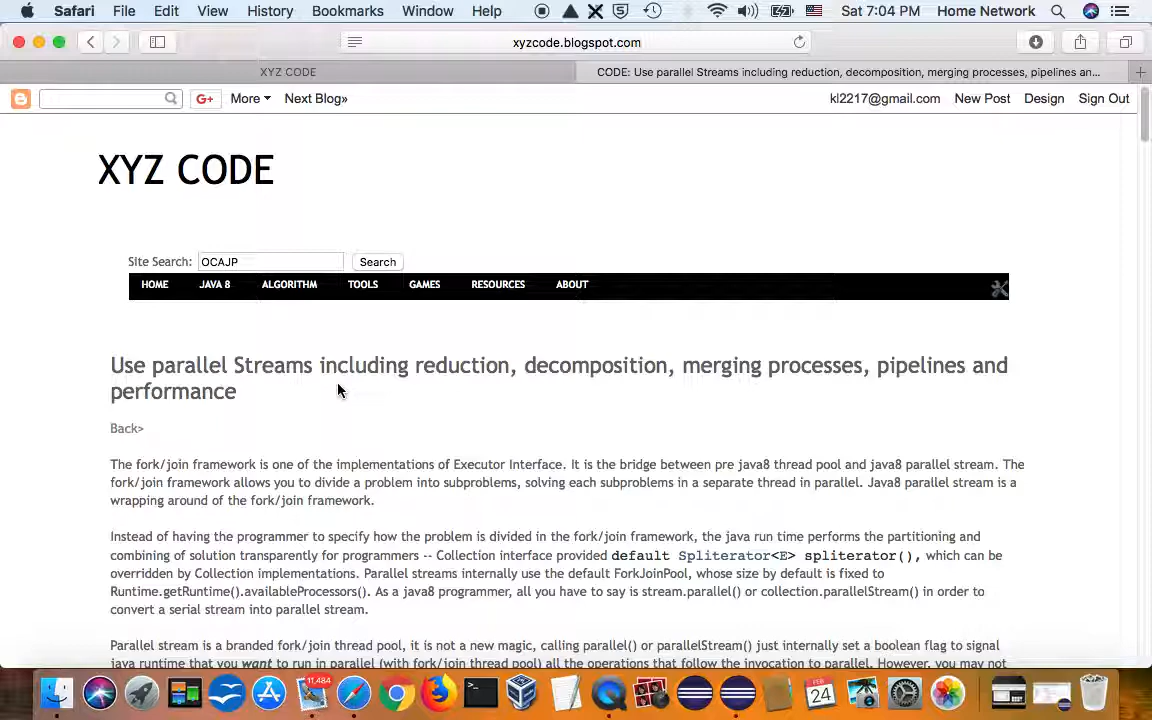 Safari File Edit View History Bookmarks Window Help Sat 7:04 PM Home Network
xyzcode.blogspot.com
XYZ CODE CODE: Use parallel Streams including reduction, decomposition, merging processes, pipelines an...
G+ More Next Blog» kl2217@gmail.com New Post Design Sign Out
XYZ CODE
Site Search: OCAJP Search
HOME JAVA 8 ALGORITHM TOOLS GAMES RESOURCES ABOUT
Use parallel Streams including reduction, decomposition, merging processes, pipelines and
performance
Back>
The fork/join framework is one of the implementations of Executor Interface. It is the bridge between pre java8 thread pool and java8 parallel stream. The
fork/join framework allows you to divide a problem into subproblems, solving each subproblems in a separate thread in parallel. Java8 parallel stream is a
wrapping around of the fork/join framework.
Instead of having the programmer to specify how the problem is divided in the fork/join framework, the java run time performs the partitioning and
combining of solution transparently for programmers -- Collection interface provided default Spliterator<E> spliterator(), which can be
overridden by Collection implementations. Parallel streams internally use the default ForkJoinPool, whose size by default is fixed to
Runtime.getRuntime().availableProcessors(). As a java8 programmer, all you have to say is stream.parallel() or collection.parallelStream() in order to
convert a serial stream into parallel stream.
Parallel stream is a branded fork/join thread pool, it is not a new magic, calling parallel() or parallelStream() just internally set a boolean flag to signal
java runtime that you want to run in parallel (with fork/join thread pool) all the operations that follow the invocation to parallel. However, you may not
11,484
FEB
24